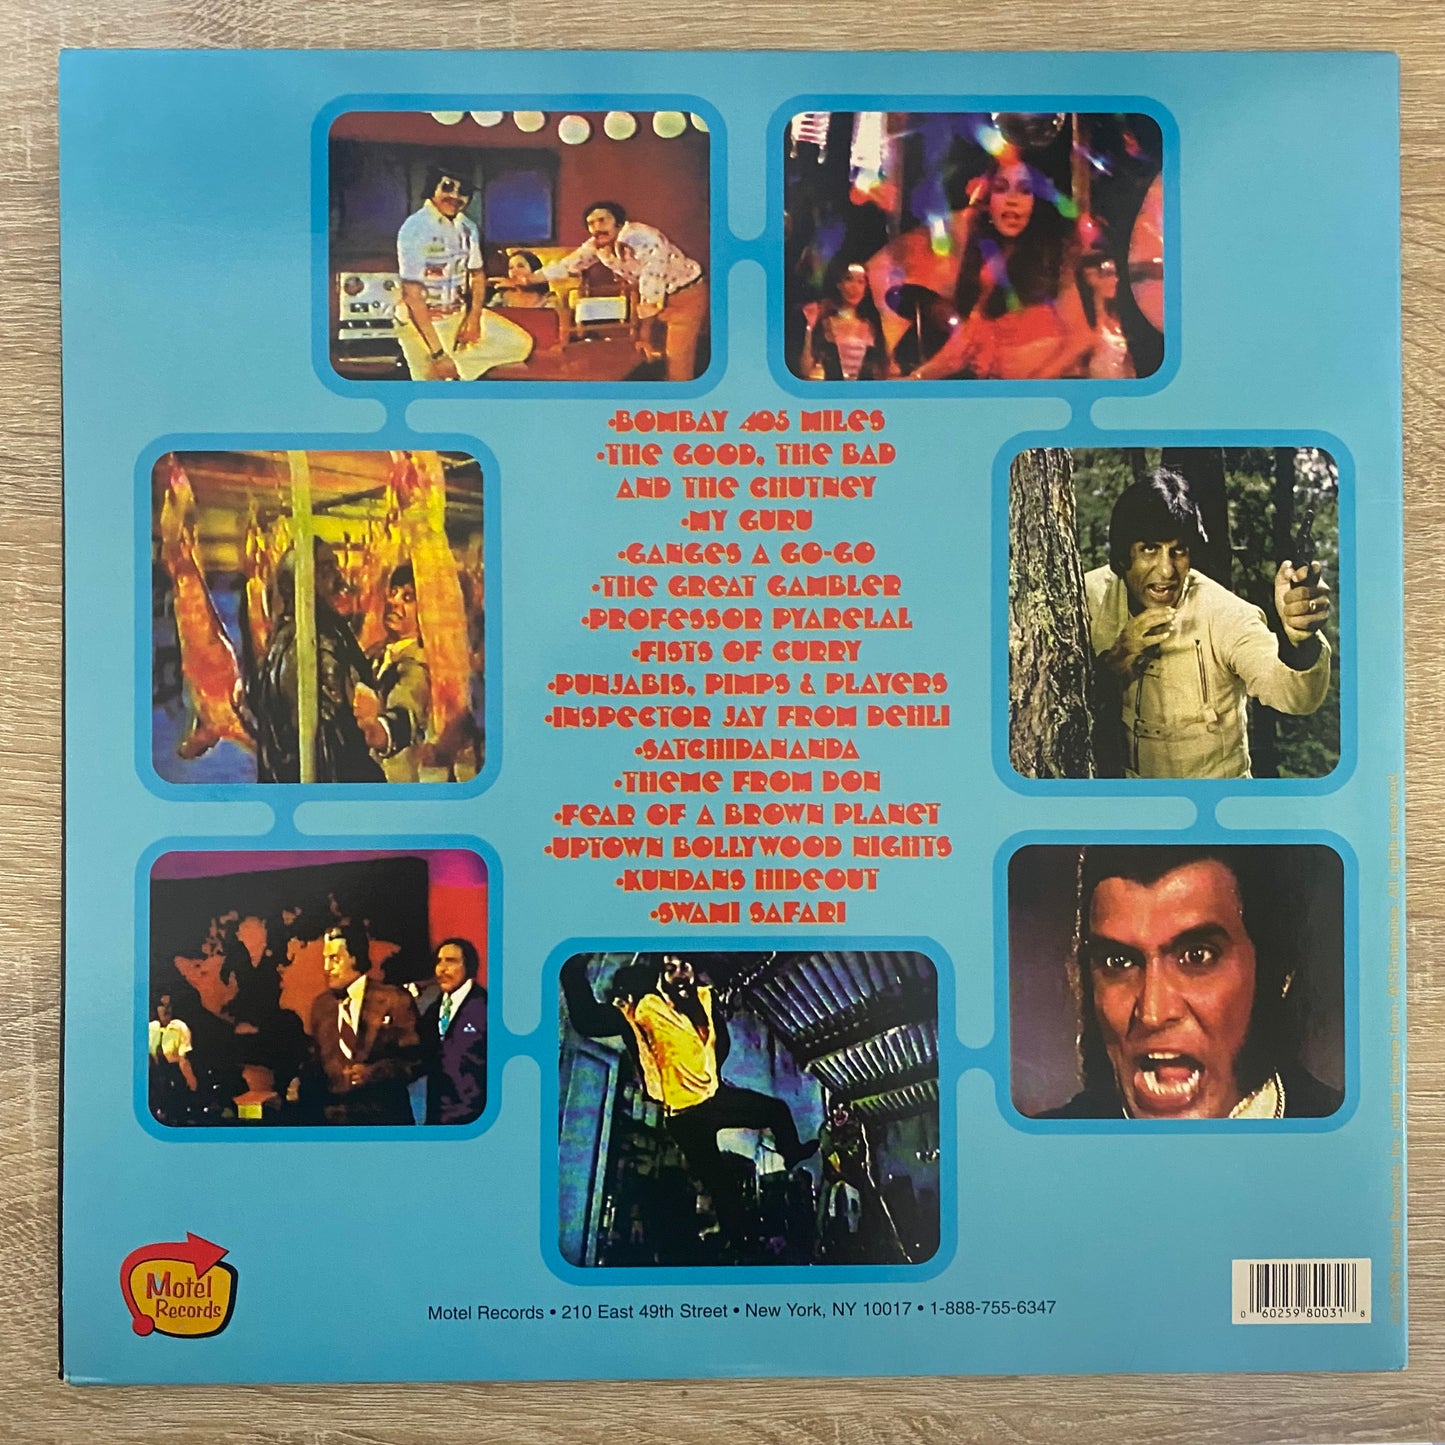 •BOMBAY 405 MILES
•THE GOOD, THE BAD
AND THE CHUTNEY
•MY GURU
•GANGES A GO-GO
•THE GREAT GAMBLER
•PROFESSOR PYARELAL
•FISTS OF CURRY
•PUNJABIS, PIMPS & PLAYERS
•INSPECTOR JAY FROM DEHLI
•SATCHIDANANDA
•THEME FROM DON
•FEAR OF A BROWN PLANET
•UPTOWN BOLLYWOOD NIGHTS
•KUNDANS HIDEOUT
•SWAMI SAFARI
Motel
Records
Motel Records • 210 East 49th Street • New York, NY 10017 • 1-888-755-6347
0 60259 80031 8
All rights reserved.